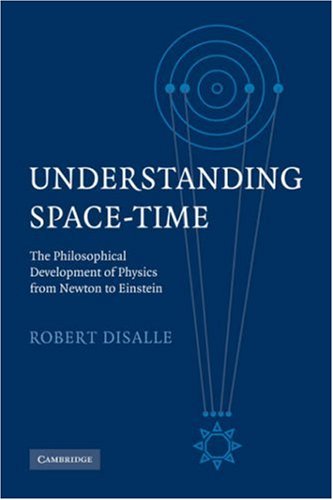 UNDERSTANDING
SPACE-TIME
The Philosophical
Development of Physics
from Newton to Einstein
ROBERT DISALLE
CAMBRIDGE